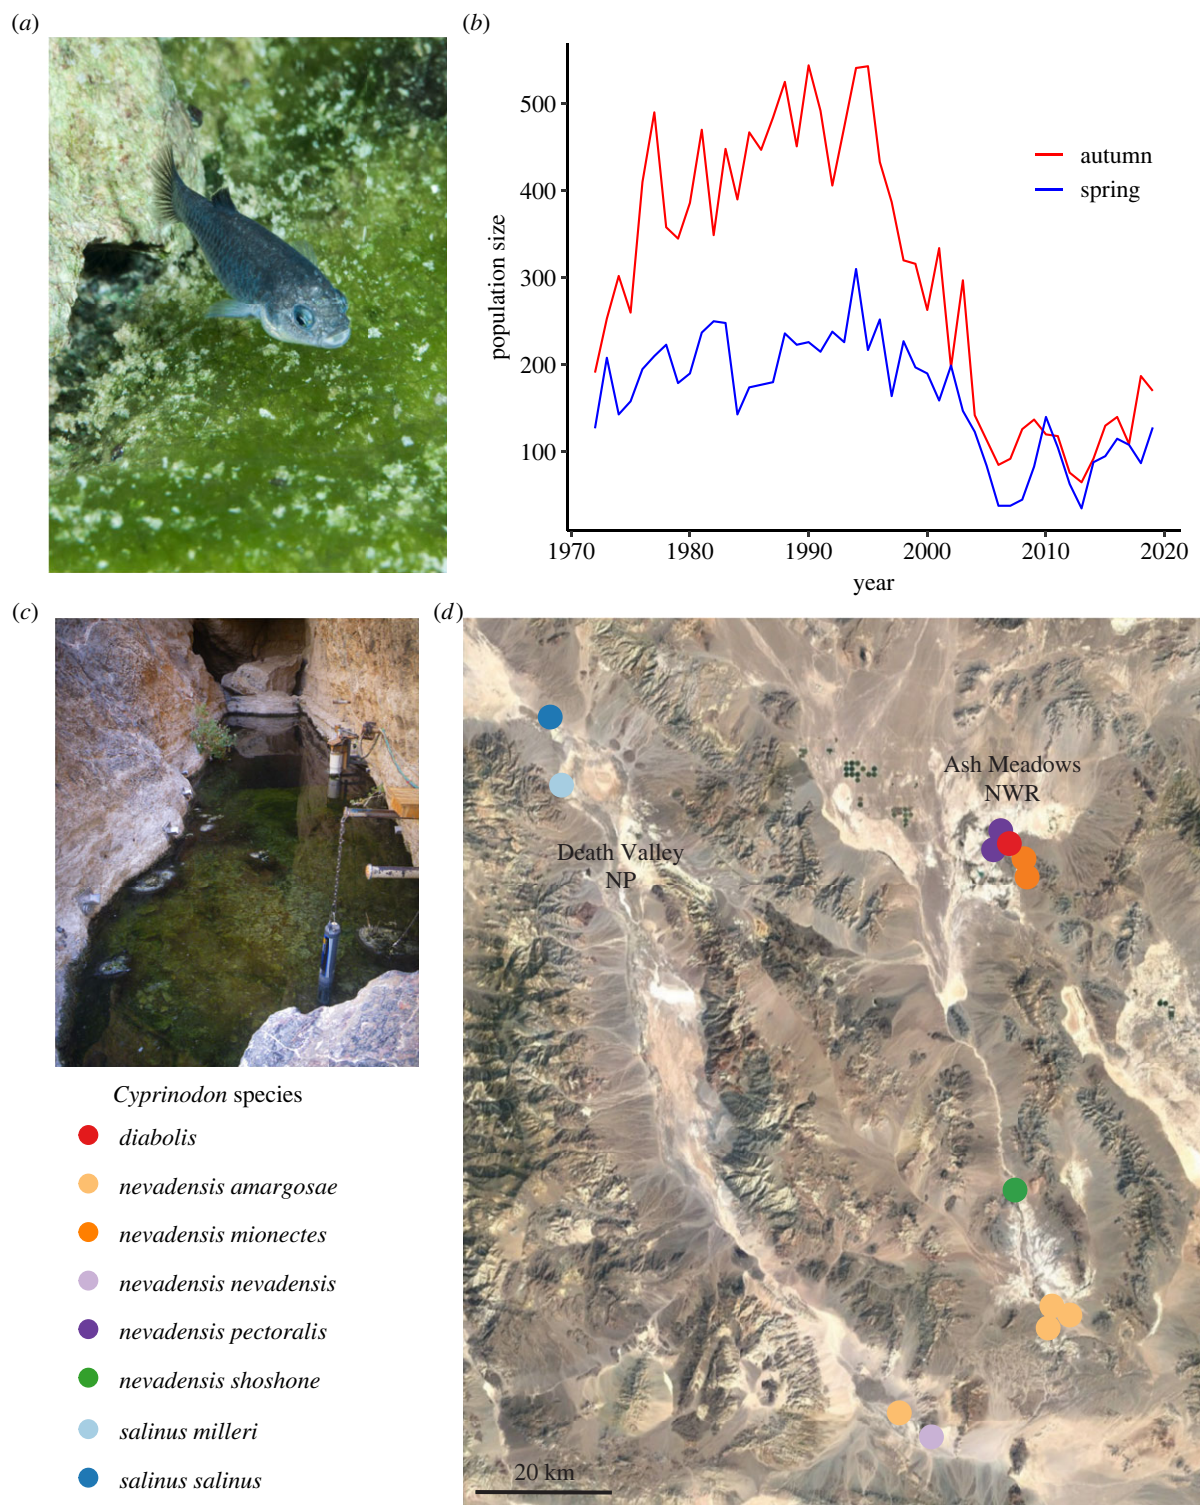 (a)
(b)
500
400
300
200
100
population size
autumn
spring
1970 1980 1990 2000 2010 2020
year
(c)
(d)
Ash Meadows
NWR
Death Valley
NP
20 km
Cyprinodon species
diabolis
nevadensis amargosae
nevadensis mionectes
nevadensis nevadensis
nevadensis pectoralis
nevadensis shoshone
salinus milleri
salinus salinus